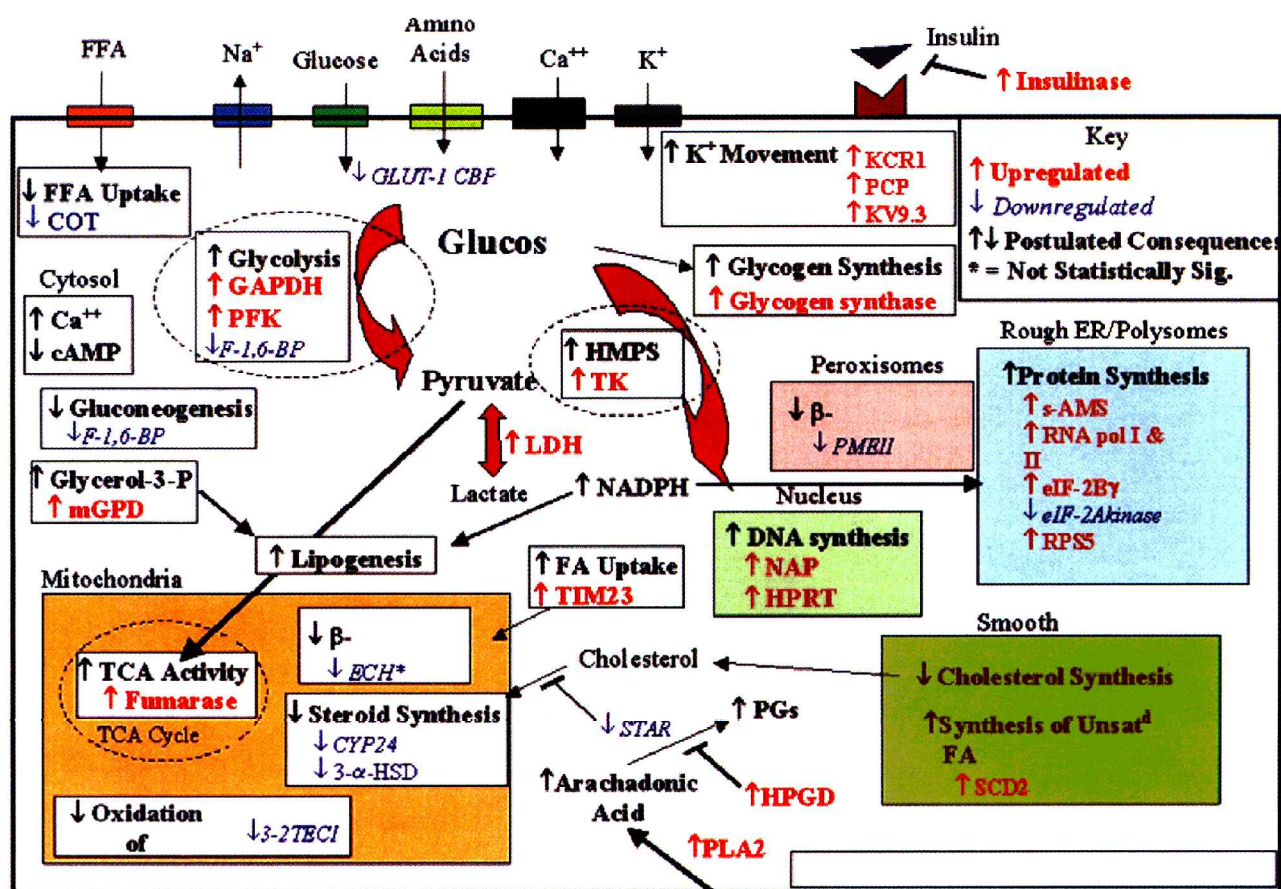 FFA
Na⁺
Glucose
Amino
Acids
Ca⁺⁺
K⁺
Insulin
↑ Insulinase
Key
↑ Upregulated
↓ Downregulated
↑↓ Postulated Consequences
* = Not Statistically Sig.
↓ FFA Uptake
↓ COT
↓ GLUT-1 CBP
↑ K⁺ Movement
↑ KCR1
↑ PCP
↑ KV9.3
Glucos
↑ Glycolysis
↑ GAPDH
↑ PFK
↓F-1,6-BP
↑ Glycogen Synthesis
↑ Glycogen synthase
Cytosol
↑ Ca⁺⁺
↓ cAMP
↑ HMPS
↑ TK
Pyruvate
Peroxisomes
↓ β-
↓ PMEII
Rough ER/Polysomes
↑Protein Synthesis
↑s-AMS
↑RNA pol I &
II
↑eIF-2Bγ
↓eIF-2Akinase
↑RPS5
↓ Gluconeogenesis
↓F-1,6-BP
↑ LDH
Lactate
↑ NADPH
↑ Glycerol-3-P
↑ mGPD
↑ Lipogenesis
Nucleus
↑ DNA synthesis
↑ NAP
↑ HPRT
Mitochondria
↑ FA Uptake
↑ TIM23
↓ β-
↓ ECH*
↑ TCA Activity
↑ Fumarase
TCA Cycle
↓ Steroid Synthesis
↓ CYP24
↓ 3-α-HSD
↓ Oxidation
of
↓3-2TECI
Cholesterol
↓ STAR
↑ PGs
↑HPGD
↑Arachadonic
Acid
↑PLA2
Smooth
↓ Cholesterol Synthesis
↑Synthesis of Unsatᵈ
FA
↑ SCD2